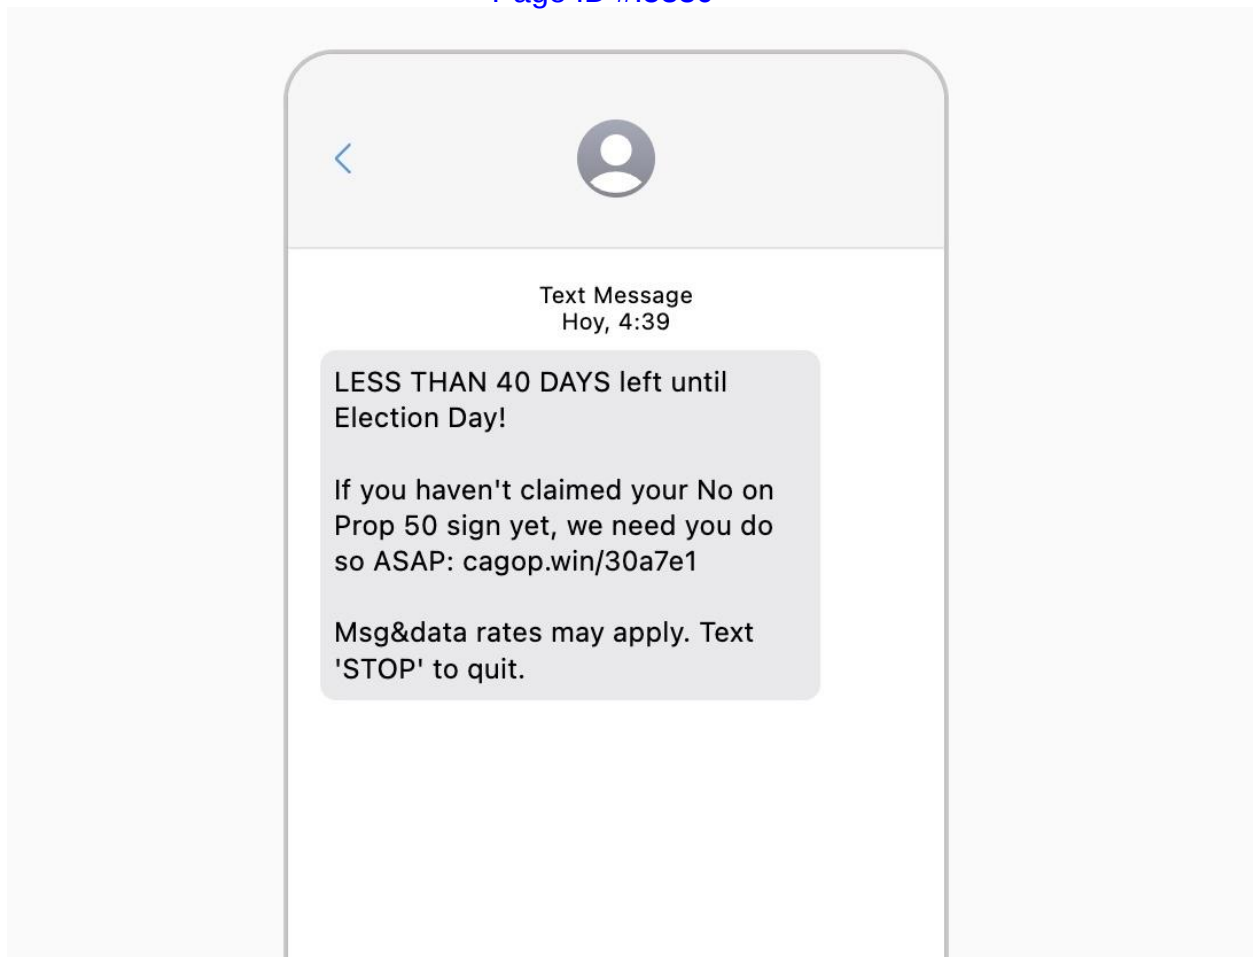 Text Message
Hoy, 4:39
LESS THAN 40 DAYS left until
Election Day!
If you haven't claimed your No on
Prop 50 sign yet, we need you do
so ASAP: cagop.win/30a7e1
Msg&data rates may apply. Text
'STOP' to quit.